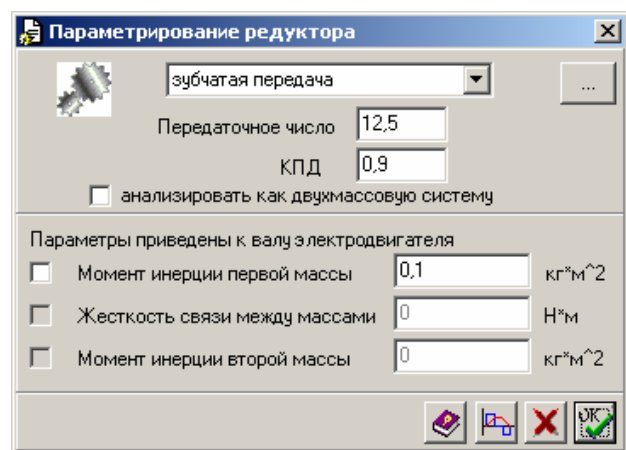 Параметрирование редуктора
зубчатая передача
...
Передаточное число 12,5
КПД 0,9
анализировать как двухмассовую систему
Параметры приведены к валу электродвигателя
Момент инерции первой массы 0,1 кг*м^2
Жесткость связи между массами 0 Н*м
Момент инерции второй массы 0 кг*м^2
OK